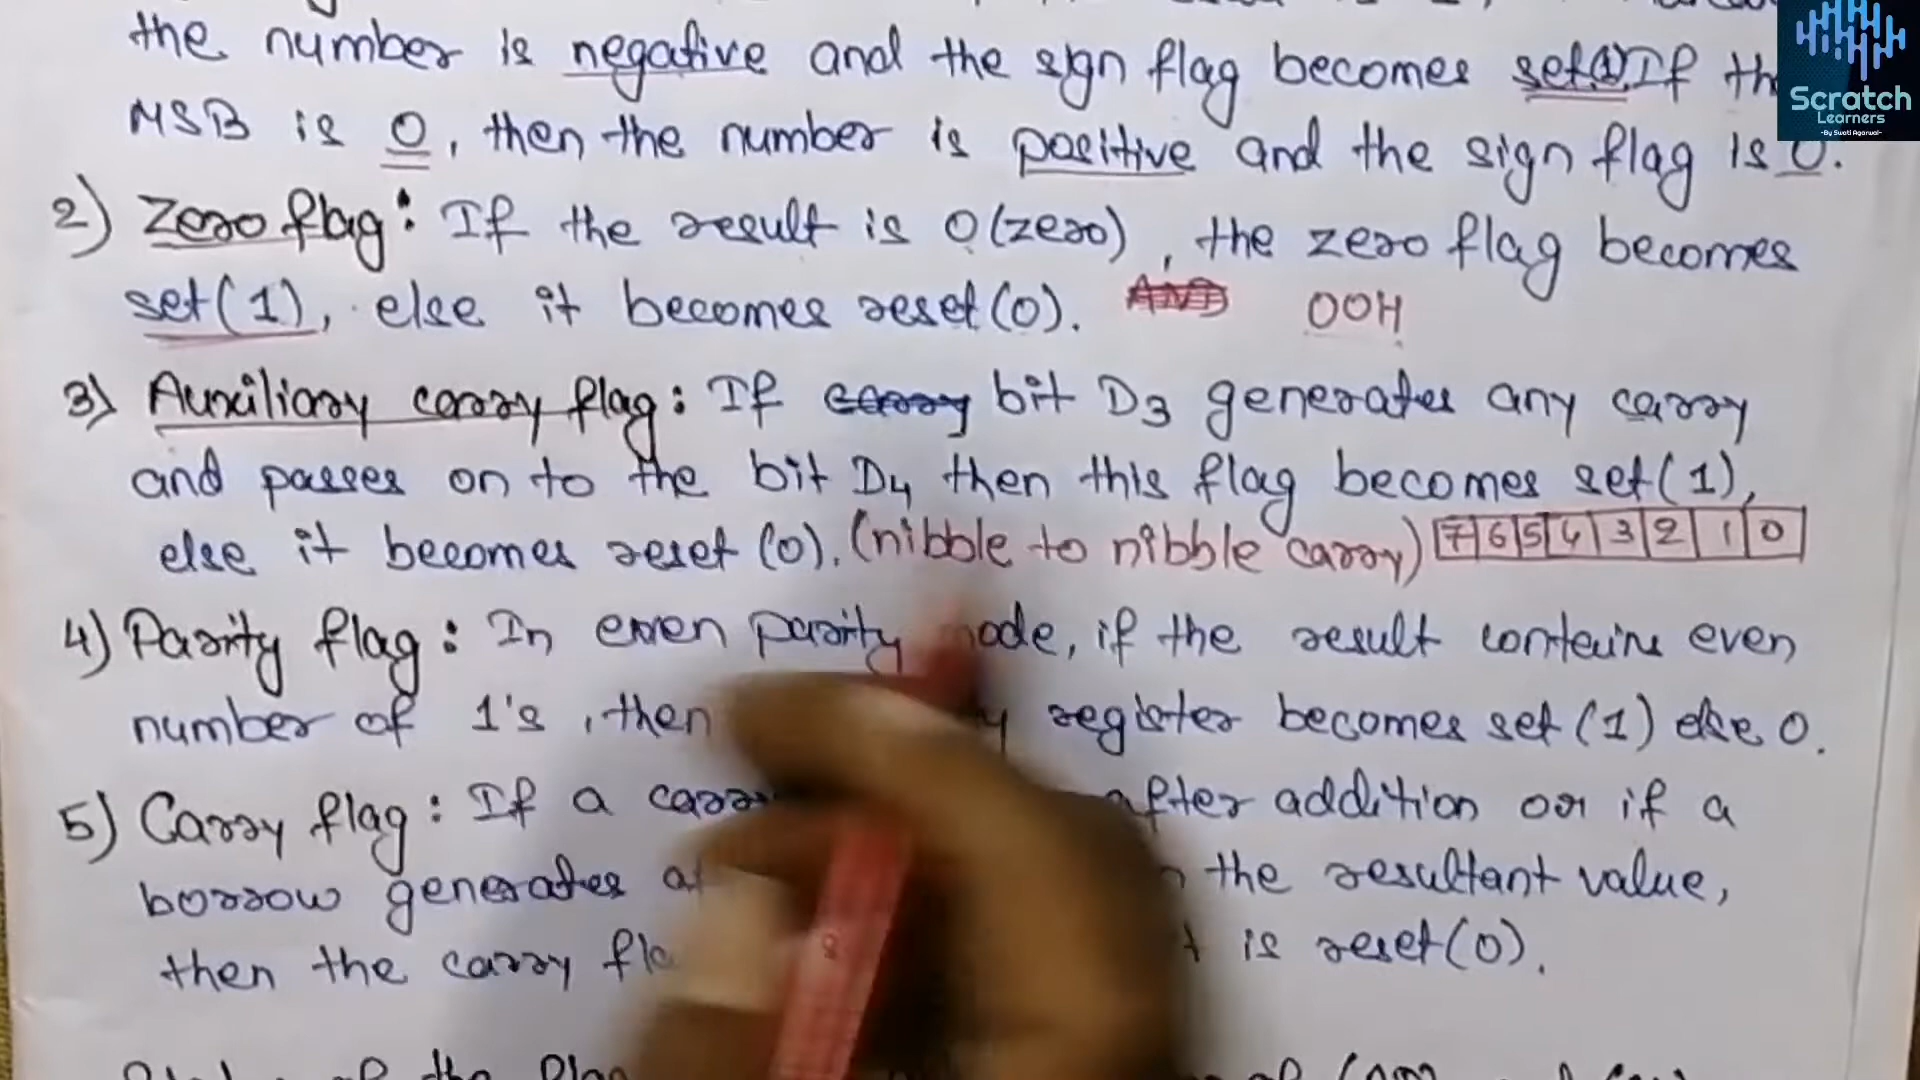 the number is negative and the sign flag becomes set(1) If the
MSB is 0, then the number is positive and the sign flag is 0.
2) Zero flag: If the result is 0 (zero), the zero flag becomes
set (1), else it becomes reset (0). 00H
3) Auxiliary carry flag: If carry bit D3 generates any carry
and passes on to the bit D4 then this flag becomes set (1),
else it becomes reset (0). (nibble to nibble carry) 7 6 5 4 3 2 1 0
4) Parity flag: In even parity mode, if the result contains even
number of 1's, then register becomes set (1) else 0.
5) Carry flag: If a after addition or if a
borrow generates the resultant value,
then the carry is reset (0).
Scratch
Learners
-By Swati Agarwal-